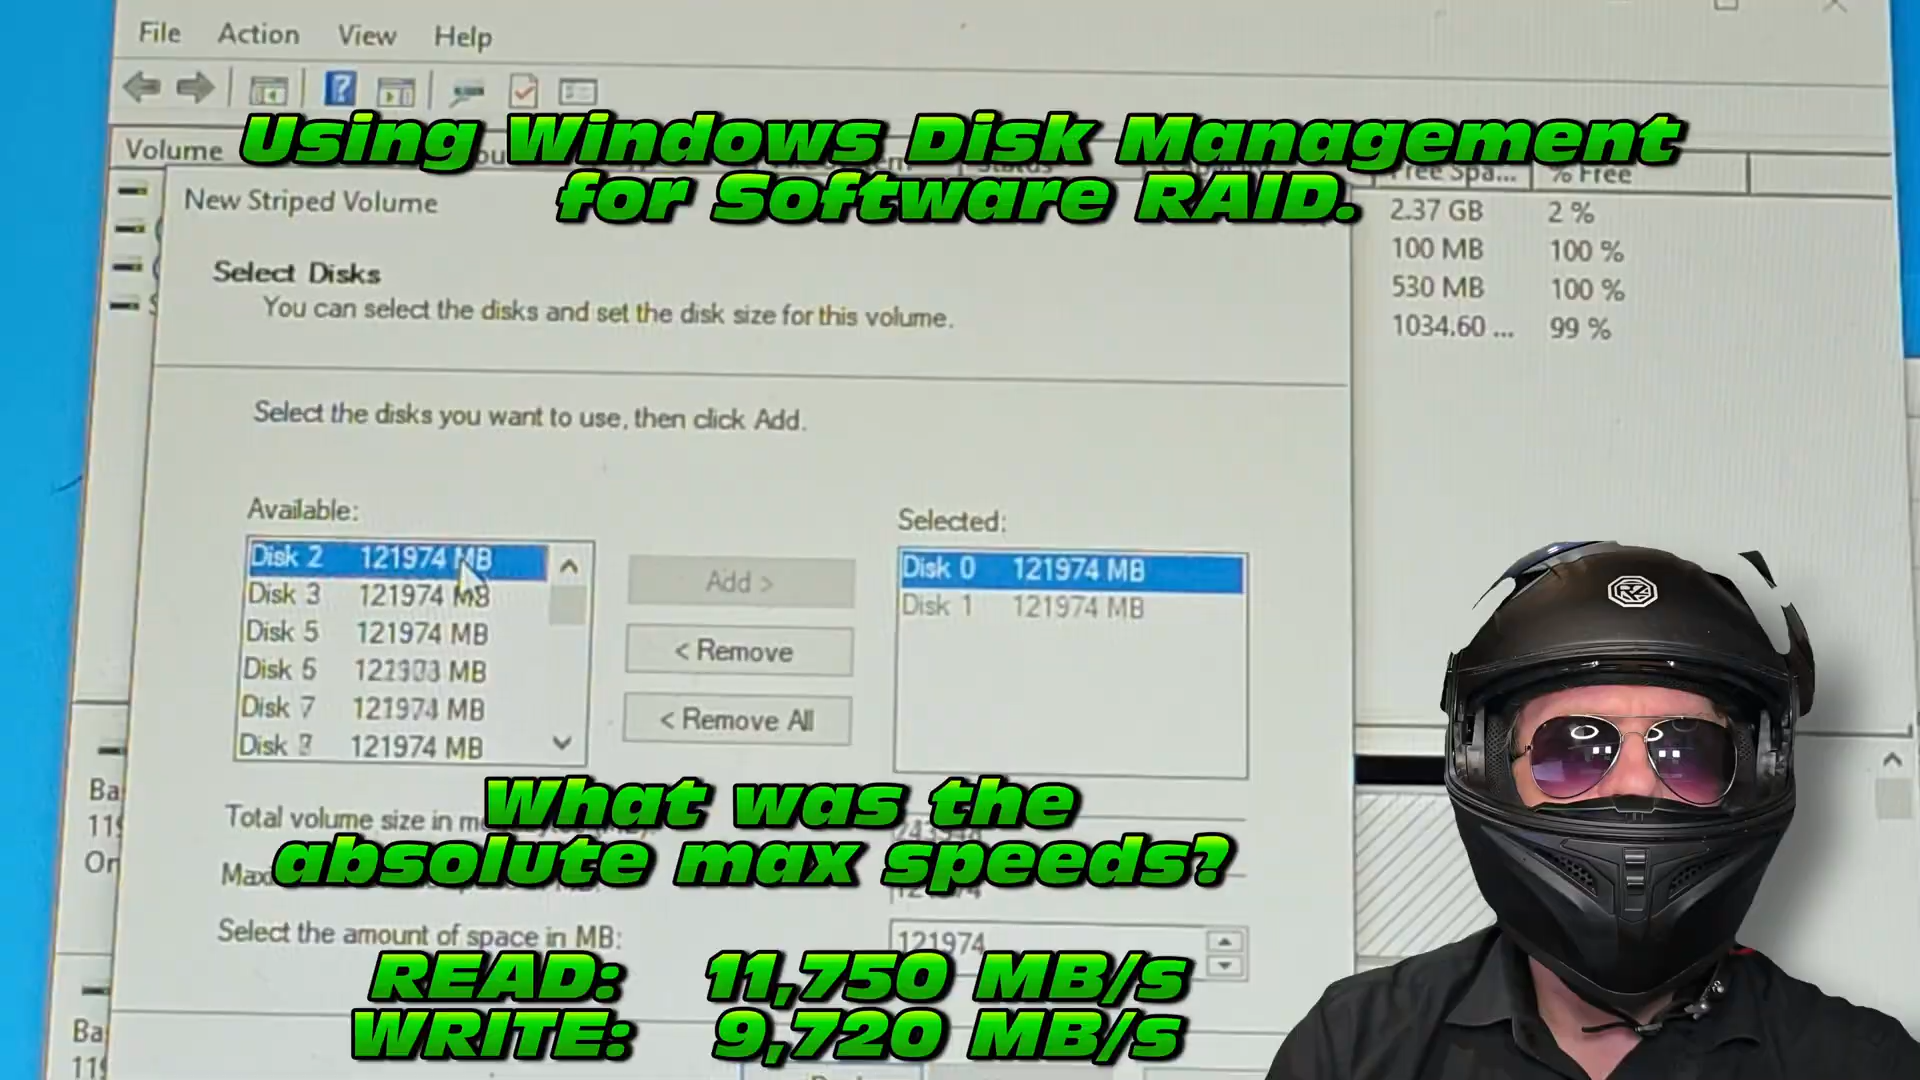 File Action View Help
Using Windows Disk Management
for Software RAID.
Volume
% Free
New Striped Volume
2.37 GB 2 %
100 MB 100 %
530 MB 100 %
1034.60 ... 99 %
Select Disks
You can select the disks and set the disk size for this volume.
Select the disks you want to use, then click Add.
Available:
Selected:
Disk 2 121974 MB
Disk 3 121974 MB
Disk 5 121974 MB
Disk 5
Disk 7 121974 MB
Disk 121974 MB
Add >
< Remove
< Remove All
Disk 0 121974 MB
Disk 1 121974 MB
What was the
absolute max speeds?
Total volume size in
Select the amount of space in MB:
121974
READ: 11,750 MB/s
WRITE: 9,720 MB/s